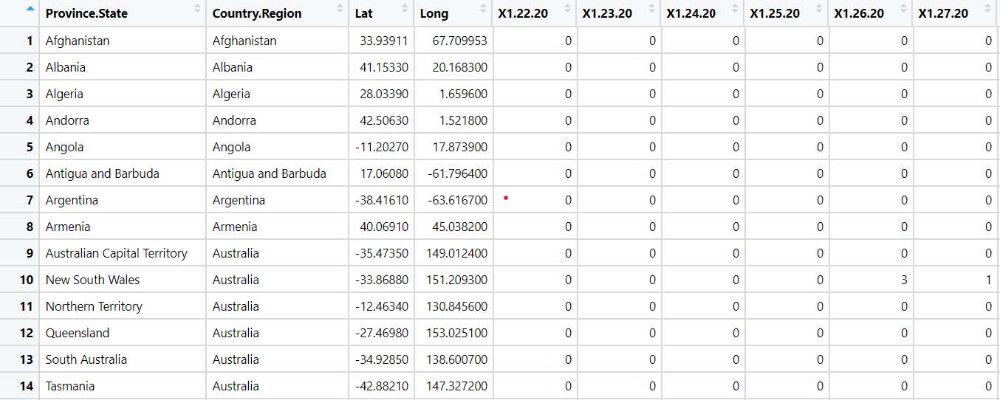 Province.State Country.Region Lat Long X1.22.20 X1.23.20 X1.24.20 X1.25.20 X1.26.20 X1.27.20
1 Afghanistan Afghanistan 33.93911 67.709953 0 0 0 0 0 0
2 Albania Albania 41.15330 20.168300 0 0 0 0 0 0
3 Algeria Algeria 28.03390 1.659600 0 0 0 0 0 0
4 Andorra Andorra 42.50630 1.521800 0 0 0 0 0 0
5 Angola Angola -11.20270 17.873900 0 0 0 0 0 0
6 Antigua and Barbuda Antigua and Barbuda 17.06080 -61.796400 0 0 0 0 0 0
7 Argentina Argentina -38.41610 -63.616700 0 0 0 0 0 0
8 Armenia Armenia 40.06910 45.038200 0 0 0 0 0 0
9 Australian Capital Territory Australia -35.47350 149.012400 0 0 0 0 0 0
10 New South Wales Australia -33.86880 151.209300 0 0 0 0 3 1
11 Northern Territory Australia -12.46340 130.845600 0 0 0 0 0 0
12 Queensland Australia -27.46980 153.025100 0 0 0 0 0 0
13 South Australia Australia -34.92850 138.600700 0 0 0 0 0 0
14 Tasmania Australia -42.88210 147.327200 0 0 0 0 0 0